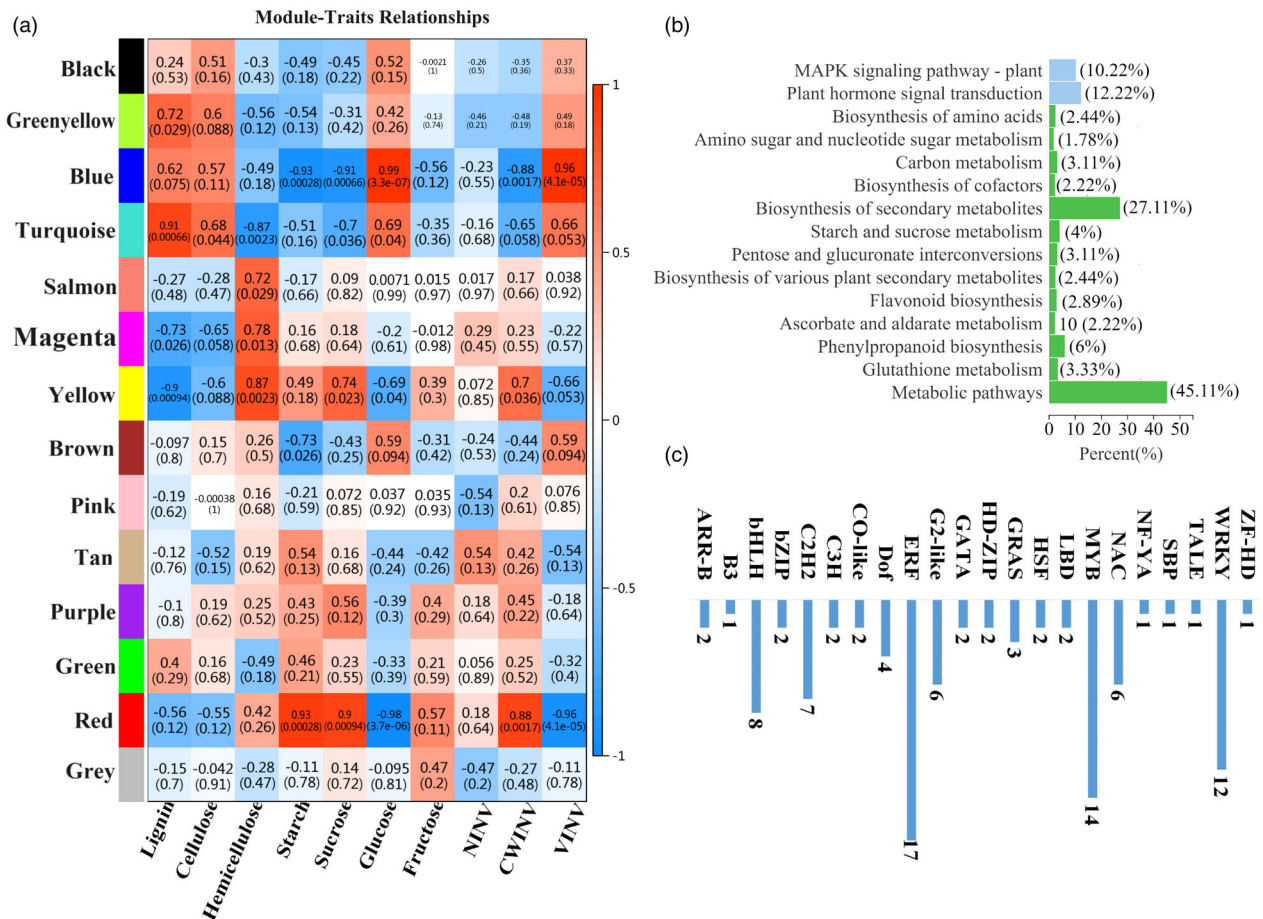 (a)
Module-Traits Relationships
Black 0.24 0.51 -0.3 -0.49 -0.45 0.52 -0.0021 -0.26 -0.35 0.37
(0.53) (0.16) (0.43) (0.18) (0.22) (0.15) (1) (0.5) (0.36) (0.33)
Greenyellow 0.72 0.6 -0.56 -0.54 -0.31 0.42 -0.13 -0.46 -0.48 0.49
(0.029) (0.088) (0.12) (0.13) (0.42) (0.26) (0.74) (0.21) (0.19) (0.18)
Blue 0.62 0.57 -0.49 -0.93 -0.91 0.99 -0.56 -0.23 -0.88 0.96
(0.075) (0.11) (0.18) (0.00028) (0.00066) (3.3e-07) (0.12) (0.55) (0.0017) (4.1e-05)
Turquoise 0.91 0.68 -0.87 -0.51 -0.7 0.69 -0.35 -0.16 -0.65 0.66
(0.00066) (0.044) (0.0023) (0.16) (0.036) (0.04) (0.36) (0.68) (0.058) (0.053)
Salmon -0.27 -0.28 0.72 -0.17 0.09 0.0071 0.015 0.017 0.17 0.038
(0.48) (0.47) (0.029) (0.66) (0.82) (0.99) (0.97) (0.97) (0.66) (0.92)
Magenta -0.73 -0.65 0.78 0.16 0.18 -0.2 -0.012 0.29 0.23 -0.22
(0.026) (0.058) (0.013) (0.68) (0.64) (0.61) (0.98) (0.45) (0.55) (0.57)
Yellow -0.9 -0.6 0.87 0.49 0.74 -0.69 0.39 0.072 0.7 -0.66
(0.00094) (0.088) (0.0023) (0.18) (0.023) (0.04) (0.3) (0.85) (0.036) (0.053)
Brown -0.097 0.15 0.26 -0.73 -0.43 0.59 -0.31 -0.24 -0.44 0.59
(0.8) (0.7) (0.5) (0.026) (0.25) (0.094) (0.42) (0.53) (0.24) (0.094)
Pink -0.19 -0.00038 0.16 -0.21 0.072 0.037 0.035 -0.54 0.2 0.076
(0.62) (1) (0.68) (0.59) (0.85) (0.92) (0.93) (0.13) (0.61) (0.85)
Tan -0.12 -0.52 0.19 0.54 0.16 -0.44 -0.42 0.54 0.42 -0.54
(0.76) (0.15) (0.62) (0.13) (0.68) (0.24) (0.26) (0.13) (0.26) (0.13)
Purple -0.1 0.19 0.25 0.43 0.56 -0.39 0.4 0.18 0.45 -0.18
(0.8) (0.62) (0.52) (0.25) (0.12) (0.3) (0.29) (0.64) (0.22) (0.64)
Green 0.4 0.16 -0.49 0.46 0.23 -0.33 0.21 0.056 0.25 -0.32
(0.29) (0.68) (0.18) (0.21) (0.55) (0.39) (0.59) (0.89) (0.52) (0.4)
Red -0.56 -0.55 0.42 0.93 0.9 -0.98 0.57 0.18 0.88 -0.96
(0.12) (0.12) (0.26) (0.00028) (0.00094) (3.7e-06) (0.11) (0.64) (0.0017) (4.1e-05)
Grey -0.15 -0.042 -0.28 -0.11 0.14 -0.095 0.47 -0.47 -0.27 -0.11
(0.7) (0.91) (0.47) (0.78) (0.72) (0.81) (0.2) (0.2) (0.48) (0.78)
Lignin Cellulose Hemicellulose Starch Sucrose Glucose Fructose NINV CWINV VINV
1
0.5
0
-0.5
-1
(b)
MAPK signaling pathway - plant (10.22%)
Plant hormone signal transduction (12.22%)
Biosynthesis of amino acids (2.44%)
Amino sugar and nucleotide sugar metabolism (1.78%)
Carbon metabolism (3.11%)
Biosynthesis of cofactors (2.22%)
Biosynthesis of secondary metabolites (27.11%)
Starch and sucrose metabolism (4%)
Pentose and glucuronate interconversions (3.11%)
Biosynthesis of various plant secondary metabolites (2.44%)
Flavonoid biosynthesis (2.89%)
Ascorbate and aldarate metabolism 10 (2.22%)
Phenylpropanoid biosynthesis (6%)
Glutathione metabolism (3.33%)
Metabolic pathways (45.11%)
0 10 20 30 40 50
Percent(%)
(c)
ARR-B B3 bHLH bZIP C2H2 C3H CO-like Dof ERF G2-like GATA HD-ZIP GRAS HSF LBD MYB NAC NF-YA SBP TALE WRKY ZF-HD
2 1 8 2 7 2 2 4 17 6 2 2 3 2 2 14 6 1 1 1 12 1